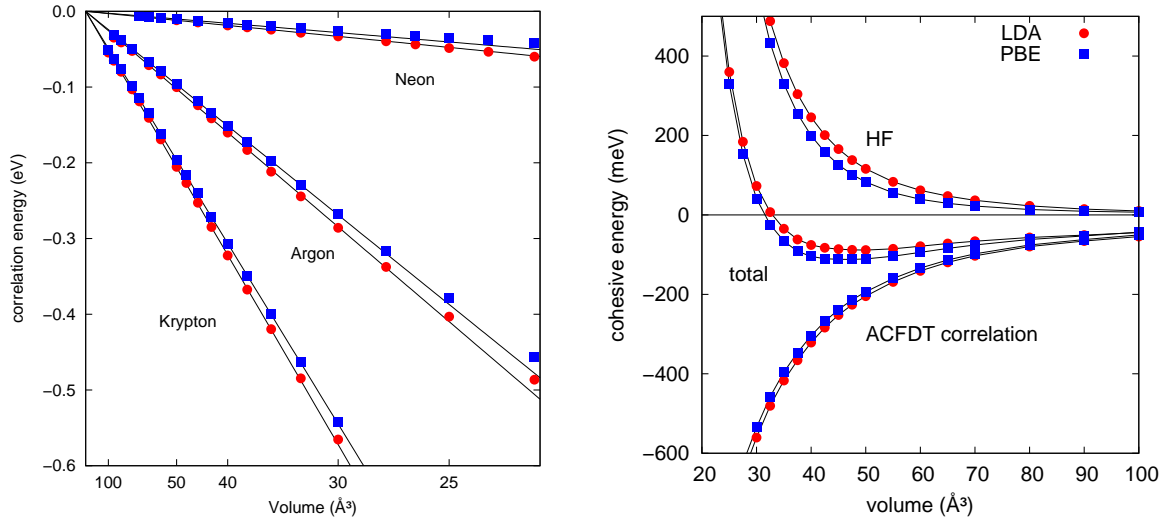 0.0
−0.1
−0.2
−0.3
−0.4
−0.5
−0.6
correlation energy (eV)
Neon
Argon
Krypton
100 50 40 30 25
Volume (Å³)
400
200
0
−200
−400
−600
cohesive energy (meV)
LDA
PBE
HF
total
ACFDT correlation
20 30 40 50 60 70 80 90 100
volume (Å³)